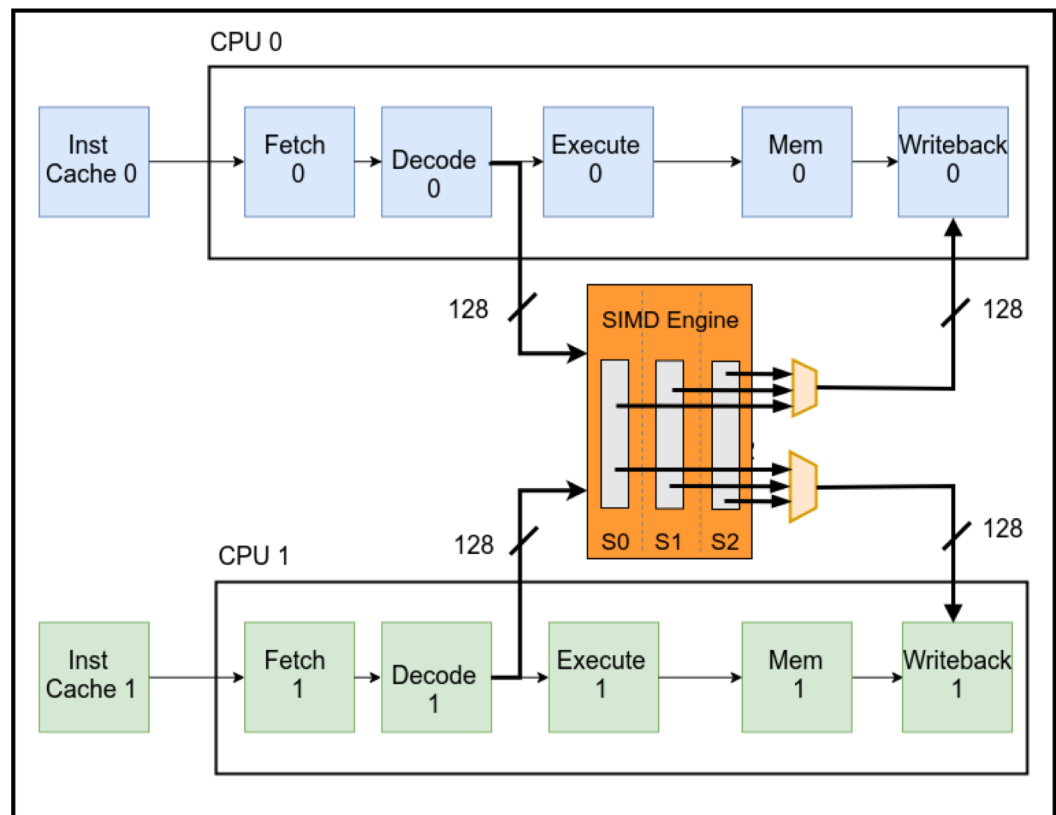 CPU 0
Inst
Cache 0
Fetch
0
Decode
0
Execute
0
Mem
0
Writeback
0
128
SIMD Engine
128
S0
S1
S2
128
128
CPU 1
Inst
Cache 1
Fetch
1
Decode
1
Execute
1
Mem
1
Writeback
1